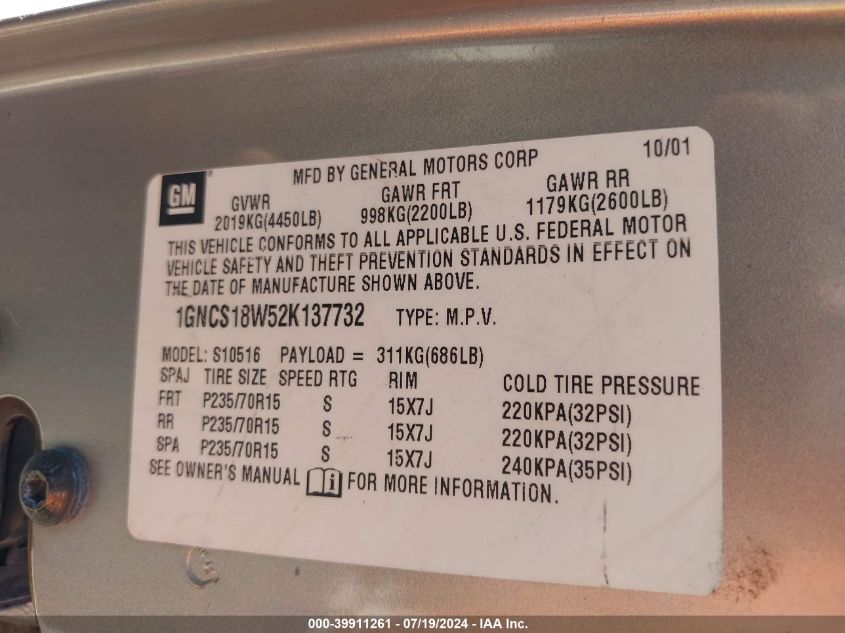 GM
MFD BY GENERAL MOTORS CORP 10/01
GVWR GAWR FRT GAWR RR
2019KG(4450LB) 998KG(2200LB) 1179KG(2600LB)
THIS VEHICLE CONFORMS TO ALL APPLICABLE U.S. FEDERAL MOTOR
VEHICLE SAFETY AND THEFT PREVENTION STANDARDS IN EFFECT ON
THE DATE OF MANUFACTURE SHOWN ABOVE.
1GNCS18W52K137732 TYPE: M.P.V.
MODEL: S10516 PAYLOAD = 311KG(686LB)
SPAJ TIRE SIZE SPEED RTG RIM COLD TIRE PRESSURE
FRT P235/70R15 S 15X7J 220KPA(32PSI)
RR P235/70R15 S 15X7J 220KPA(32PSI)
SPA P235/70R15 S 15X7J 240KPA(35PSI)
SEE OWNER'S MANUAL i FOR MORE INFORMATION.
000-39911261 - 07/19/2024 - IAA Inc.